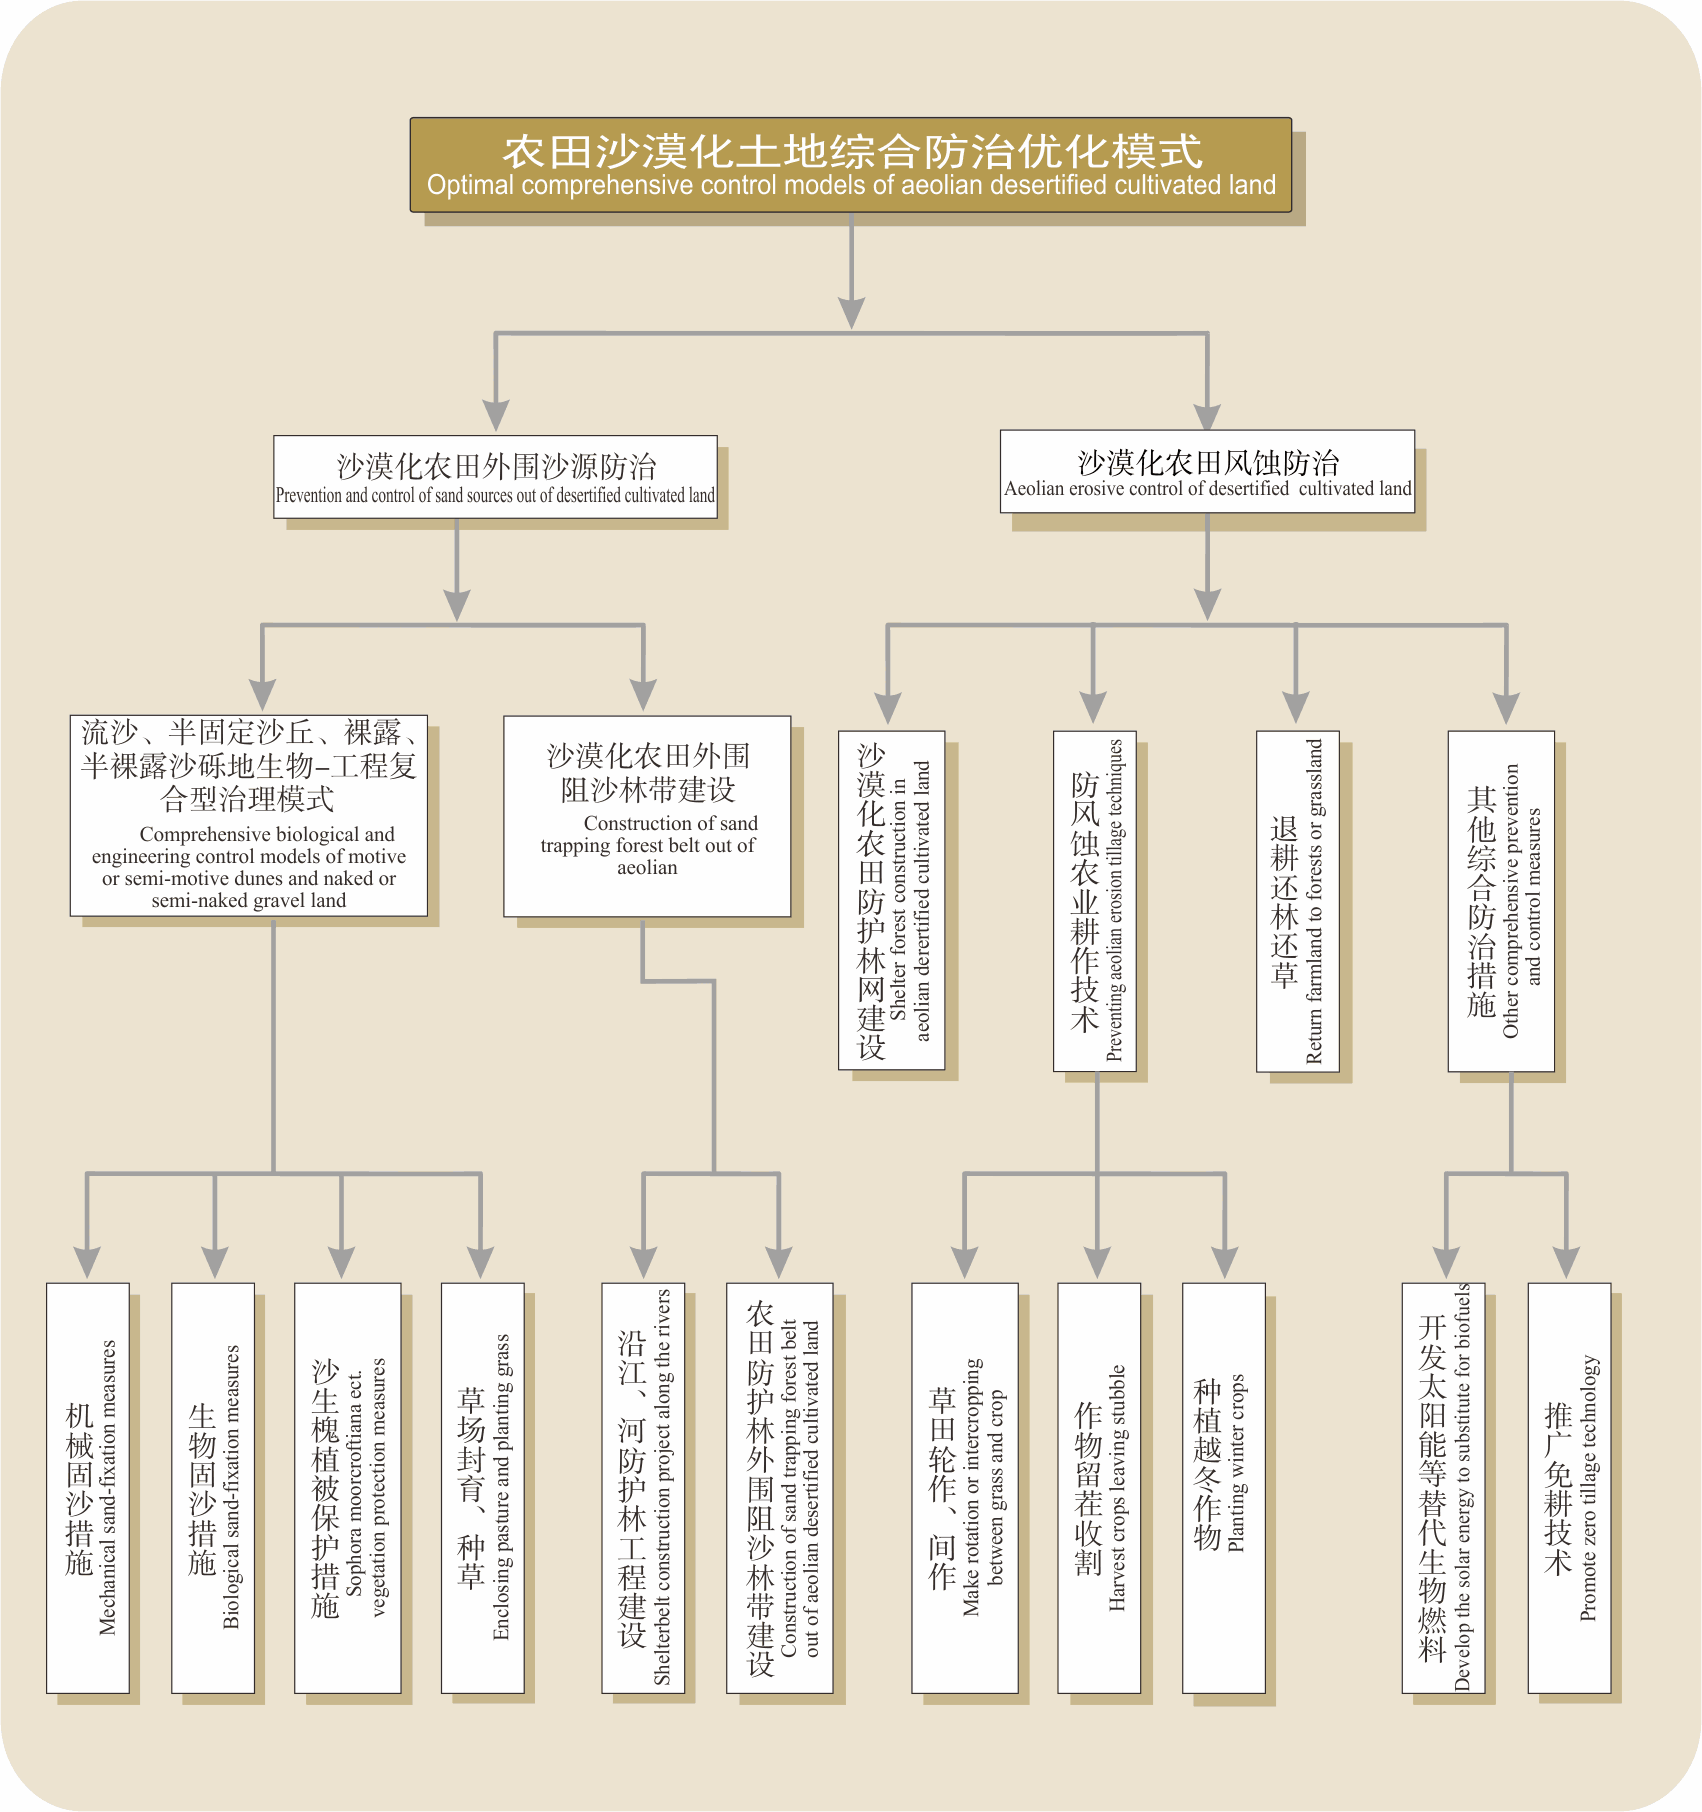 农田沙漠化土地综合防治优化模式
Optimal comprehensive control models of aeolian desertified cultivated land
沙漠化农田外围沙源防治
Prevention and control of sand sources out of desertified cultivated land
沙漠化农田风蚀防治
Aeolian erosive control of desertified cultivated land
流沙、半固定沙丘、裸露、
半裸露沙砾地生物–工程复
合型治理模式
Comprehensive biological and
engineering control models of motive
or semi-motive dunes and naked or
semi-naked gravel land
沙漠化农田外围
阻沙林带建设
Construction of sand
trapping forest belt out of
aeolian
沙漠化农田防护林网建设
Shelter forest construction in
aeolian derertified cultivated land
防风蚀农业耕作技术
Preventing aeolian erosion tillage techniques
退耕还林还草
Return farmland to forests or grassland
其他综合防治措施
Other comprehensive prevention
and control measures
机械固沙措施
Mechanical sand-fixation measures
生物固沙措施
Biological sand-fixation measures
沙生槐植被保护措施
Sophora moorcroftiana ect.
vegetation protection measures
草场封育、种草
Enclosing pasture and planting grass
沿江、河防护林工程建设
Shelterbelt construction project along the rivers
农田防护林外围阻沙林带建设
Construction of sand trapping forest belt
out of aeolian desertified cultivated land
草田轮作、间作
Make rotation or intercropping
between grass and crop
作物留茬收割
Harvest crops leaving stubble
种植越冬作物
Planting winter crops
开发太阳能等替代生物燃料
Develop the solar energy to substitute for biofuels
推广免耕技术
Promote zero tillage technology